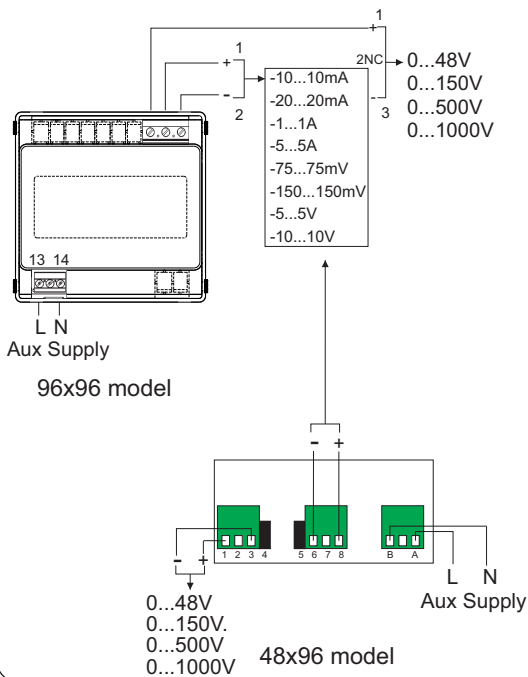 1
+
2NC
-
3
0...48V
0...150V
0...500V
0...1000V
1
+
-
2
-10...10mA
-20...20mA
-1...1A
-5...5A
-75...75mV
-150...150mV
-5...5V
-10...10V
13 14
L N
Aux Supply
96x96 model
- +
1 2 3 4
5 6 7 8
B A
- +
L N
Aux Supply
0...48V
0...150V.
0...500V
0...1000V
48x96 model